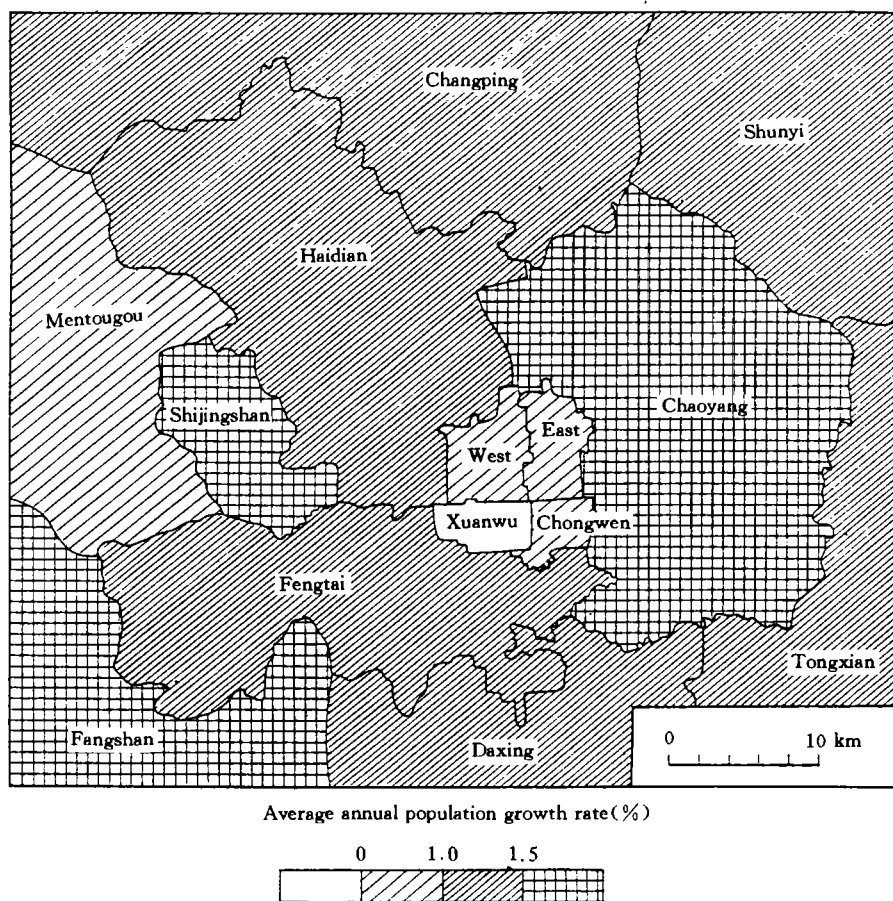 Changping
Shunyi
Haidian
Mentougou
Shijingshan
Chaoyang
East
West
Xuanwu
Chongwen
Fengtai
Tongxian
Fangshan
Daxing
0 10 km
Average annual population growth rate(%)
0 1.0 1.5